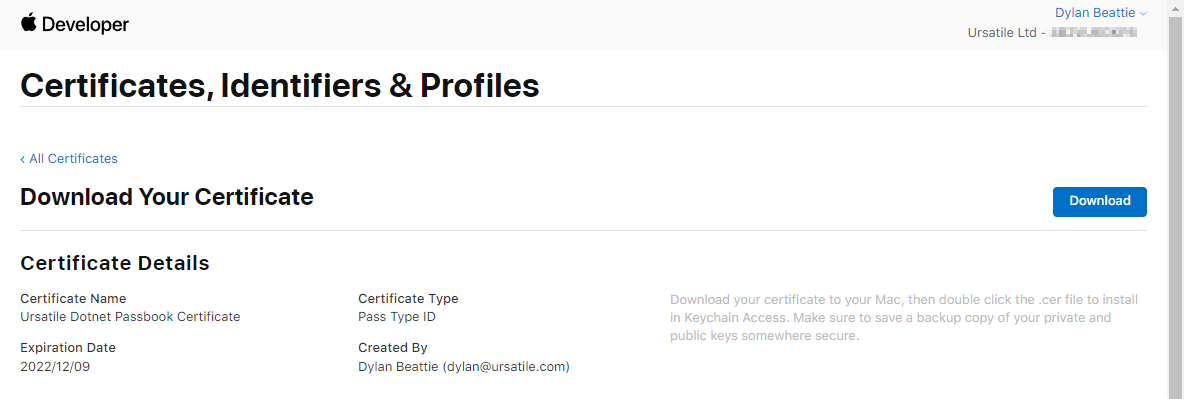 Developer
Dylan Beattie
Ursatile Ltd -
Certificates, Identifiers & Profiles
‹ All Certificates
Download Your Certificate
Download
Certificate Details
Certificate Name
Ursatile Dotnet Passbook Certificate
Certificate Type
Pass Type ID
Download your certificate to your Mac, then double click the .cer file to install
in Keychain Access. Make sure to save a backup copy of your private and
public keys somewhere secure.
Expiration Date
2022/12/09
Created By
Dylan Beattie (dylan@ursatile.com)